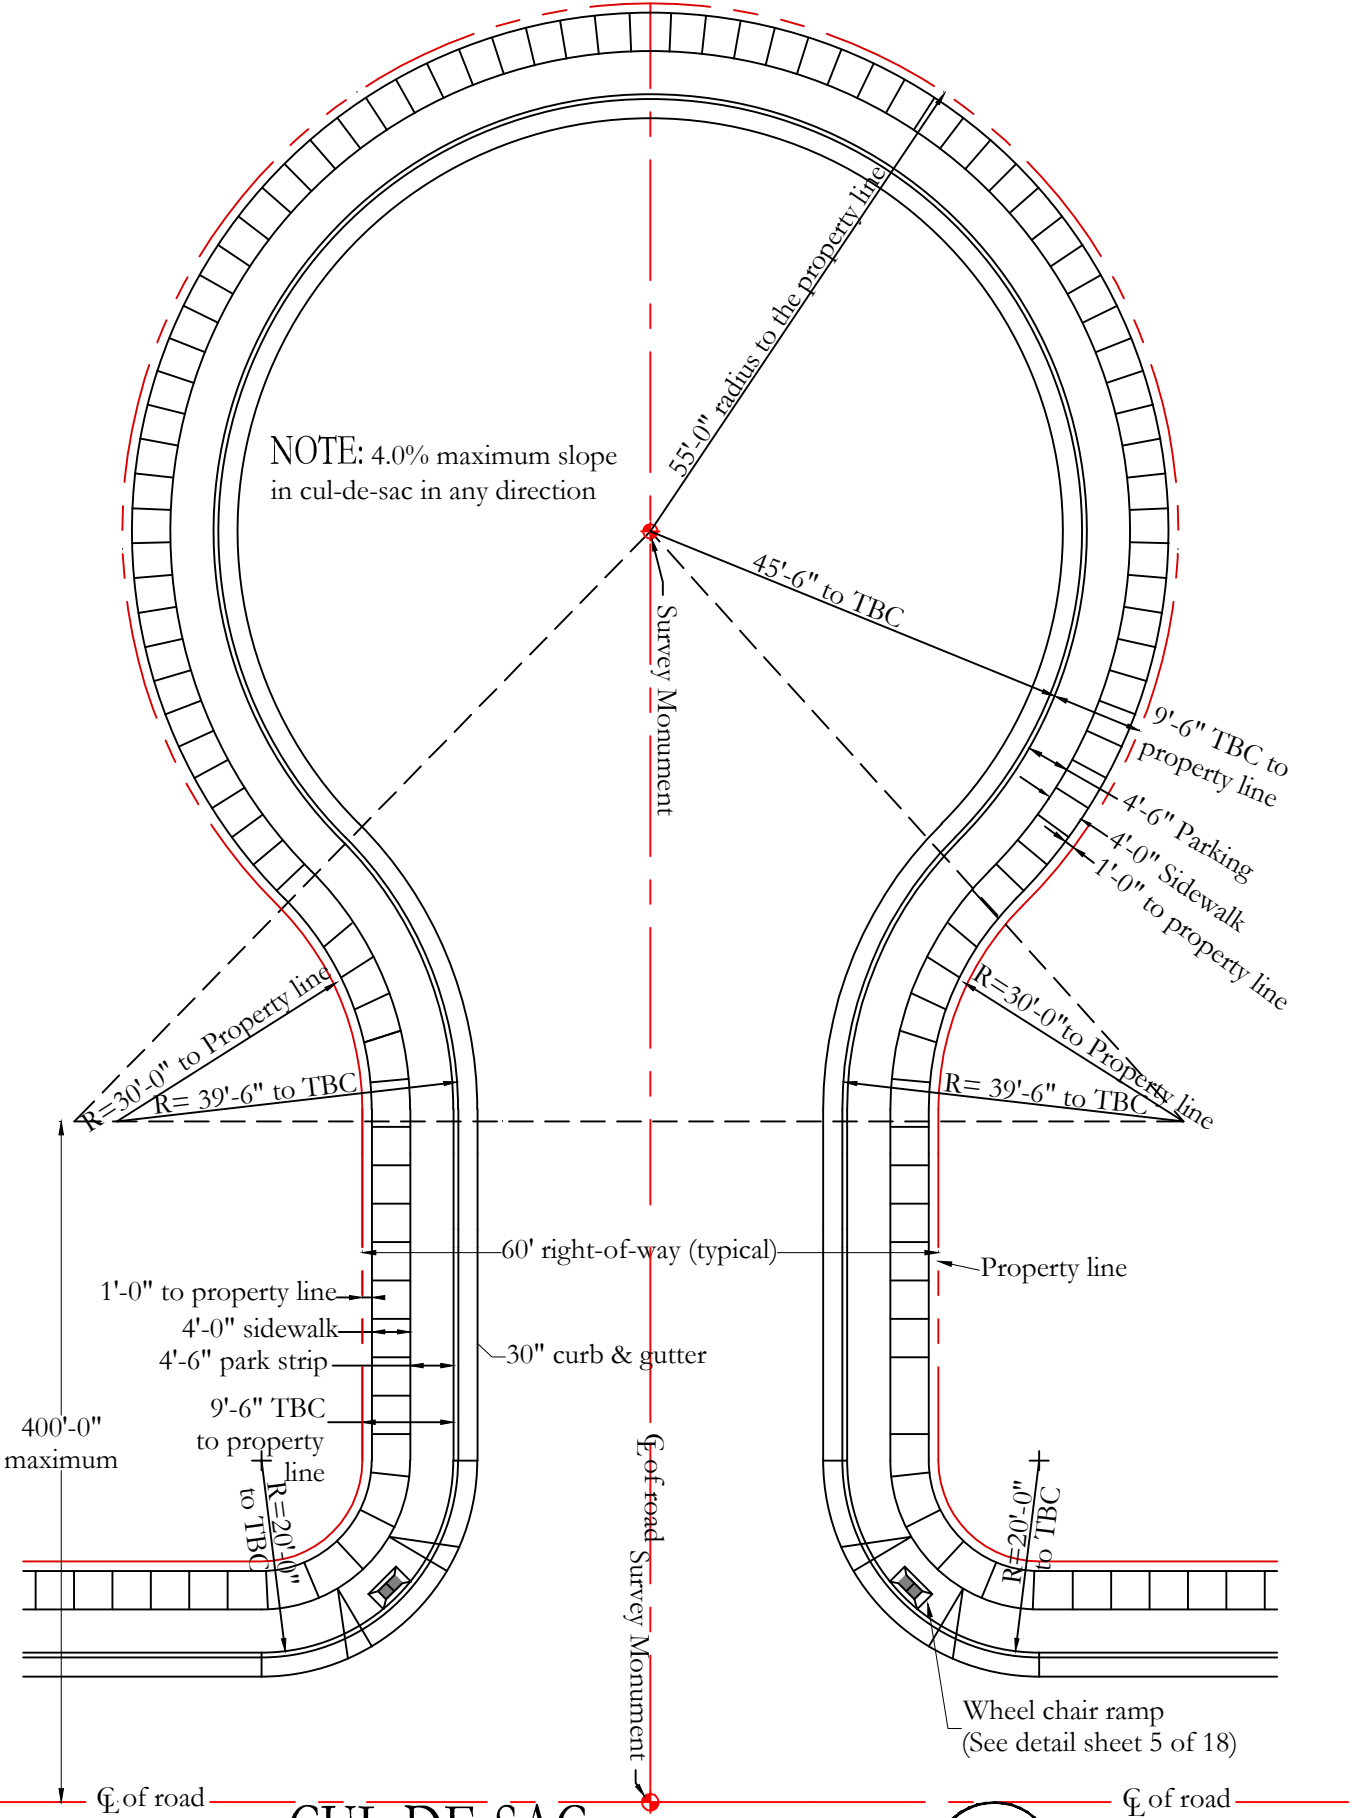 55'-0" radius to the property line
NOTE: 4.0% maximum slope
in cul-de-sac in any direction
45'-6" to TBC
Survey Monument
9'-6" TBC to
property line
4'-6" Parking
4'-0" Sidewalk
1'-0" to property line
R=30'-0" to Property line
R= 39'-6" to TBC
R=30'-0"to Property line
R= 39'-6" to TBC
60' right-of-way (typical)
Property line
1'-0" to property line
4'-0" sidewalk
4'-6" park strip
30" curb & gutter
9'-6" TBC
to property
line
400'-0"
maximum
R=20'-0"
to TBC
℄ of road
Survey Monument
R=20'-0"
to TBC
Wheel chair ramp
(See detail sheet 5 of 18)
℄ of road
CUL-DE-SAC
℄ of road